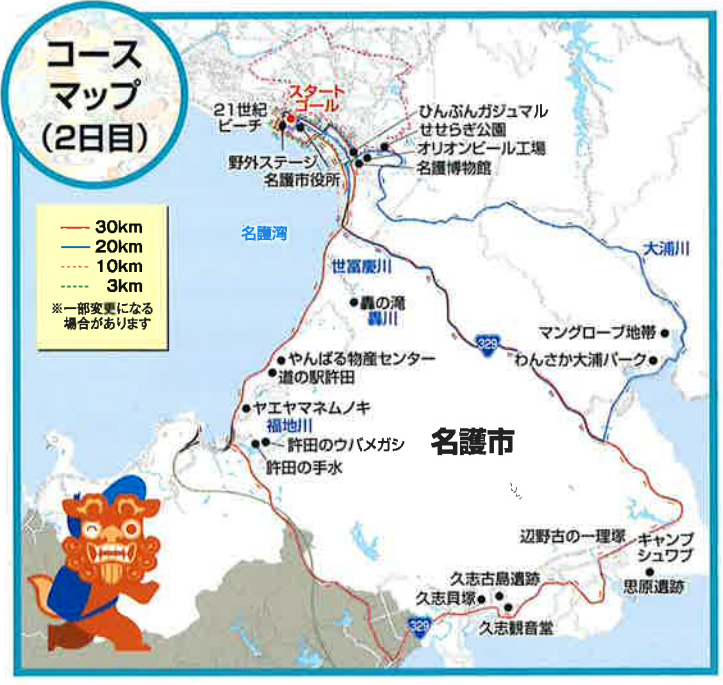 コース
マップ
(2日目)
スタート
ゴール
21世紀
ビーチ
野外ステージ
名護市役所
ひんぷんガジュマル
せせらぎ公園
オリオンビール工場
名護博物館
30km
20km
10km
3km
※一部変更になる
場合があります
名護湾
世冨慶川
大浦川
轟の滝
轟川
329
マングローブ地帯
わんさか大浦パーク
やんばる物産センター
道の駅許田
ヤエヤマネムノキ
福地川
許田のウバメガシ
許田の手水
名護市
辺野古の一理塚
キャンプ
シュワブ
思原遺跡
久志古島遺跡
久志貝塚
久志観音堂
329